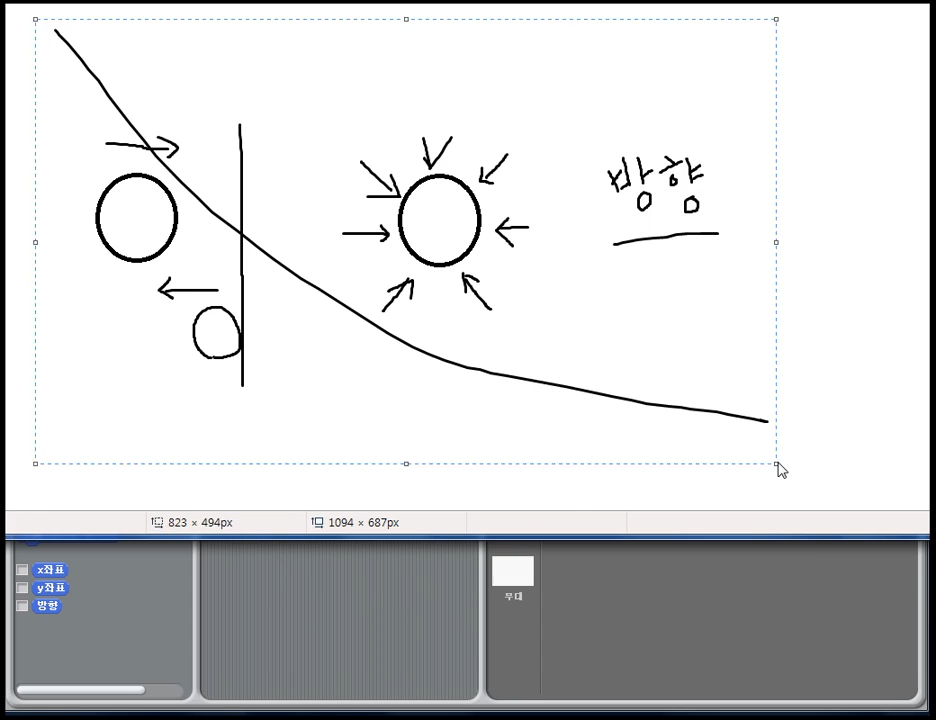 방향
823 × 494px
1094 × 687px
x좌표
y좌표
방향
무대